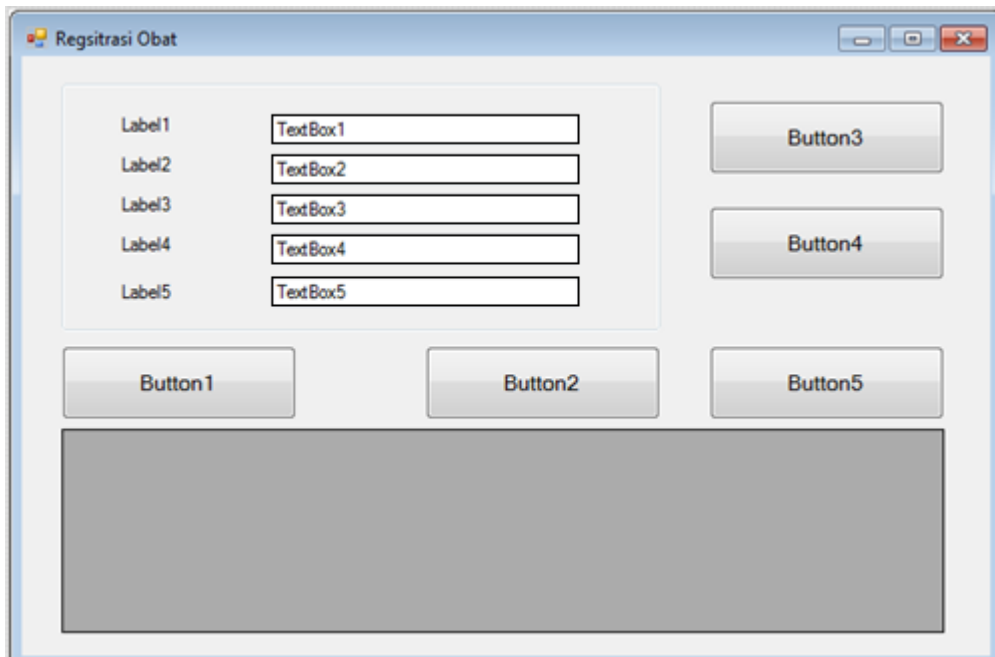 Regsitrasi Obat
Label1 TextBox1
Label2 TextBox2
Label3 TextBox3
Label4 TextBox4
Label5 TextBox5
Button3
Button4
Button1 Button2 Button5